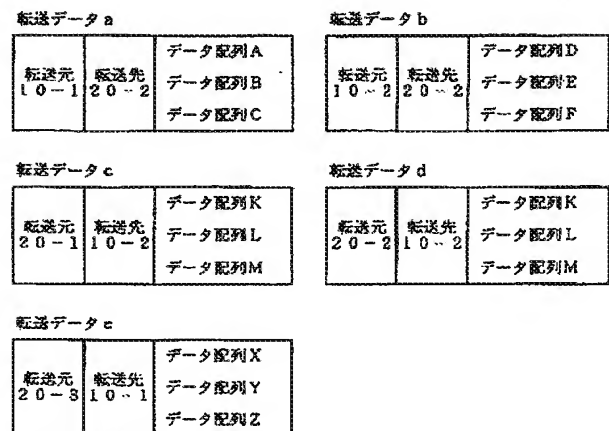 転送データa
転送元
10-1
転送先
20-2
データ配列A
データ配列B
データ配列C
転送データb
転送元
10-2
転送先
20-2
データ配列D
データ配列E
データ配列F
転送データc
転送元
20-1
転送先
10-2
データ配列K
データ配列L
データ配列M
転送データd
転送元
20-2
転送先
10-2
データ配列K
データ配列L
データ配列M
転送データe
転送元
20-3
転送先
10-1
データ配列X
データ配列Y
データ配列Z